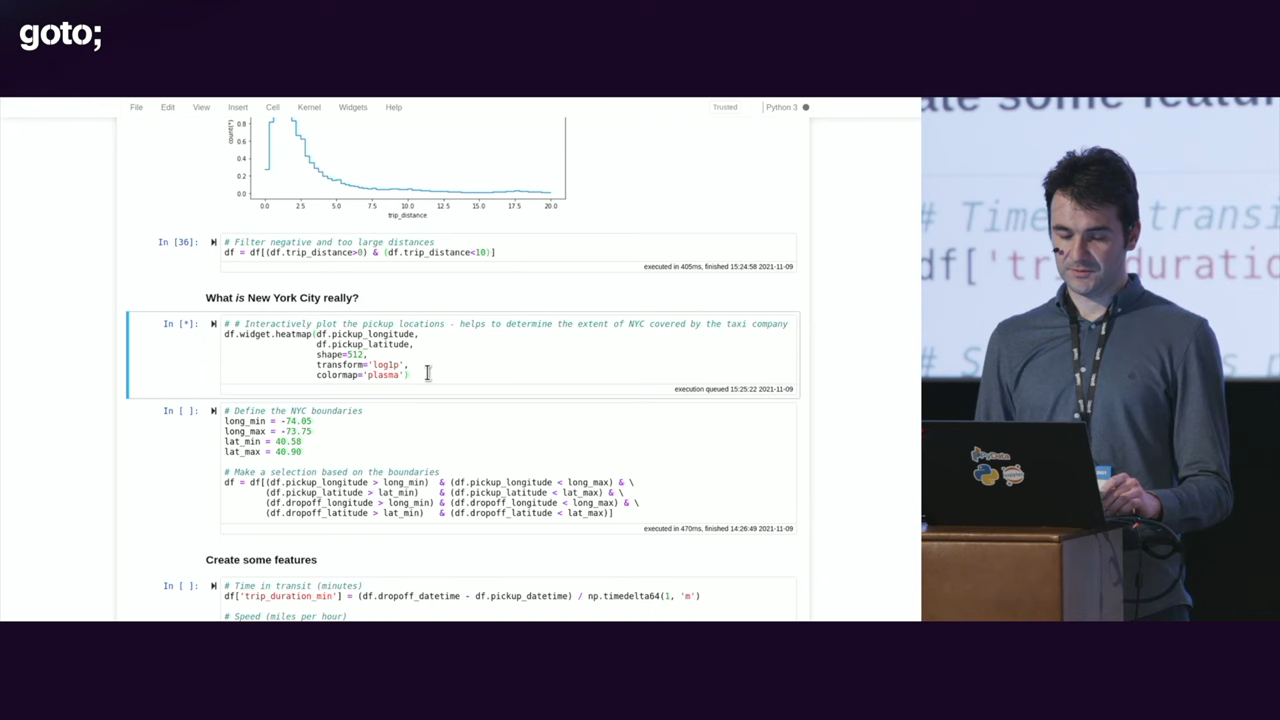 goto;
File Edit View Insert Cell Kernel Widgets Help Trusted Python 3
count(*)
0.8
0.6
0.4
0.2
0.0
0.0 2.5 5.0 7.5 10.0 12.5 15.0 17.5 20.0
trip_distance
In [36]:
# Filter negative and too large distances
df = df[(df.trip_distance>0) & (df.trip_distance<10)]
executed in 405ms, finished 15:24:58 2021-11-09
What is New York City really?
In [*]:
# # Interactively plot the pickup locations - helps to determine the extent of NYC covered by the taxi company
df.widget.heatmap(df.pickup_longitude,
df.pickup_latitude,
shape=512,
transform='log1p',
colormap='plasma')
execution queued 15:25:22 2021-11-09
In [ ]:
# Define the NYC boundaries
long_min = -74.05
long_max = -73.75
lat_min = 40.58
lat_max = 40.90
# Make a selection based on the boundaries
df = df[(df.pickup_longitude > long_min) & (df.pickup_longitude < long_max) & \
(df.pickup_latitude > lat_min) & (df.pickup_latitude < lat_max) & \
(df.dropoff_longitude > long_min) & (df.dropoff_longitude < long_max) & \
(df.dropoff_latitude > lat_min) & (df.dropoff_latitude < lat_max)]
executed in 470ms, finished 14:26:49 2021-11-09
Create some features
In [ ]:
# Time in transit (minutes)
df['trip_duration_min'] = (df.dropoff_datetime - df.pickup_datetime) / np.timedelta64(1, 'm')
# Speed (miles per hour)
ate some featur
# Tim transi
df['tr duratio
# S
PyData